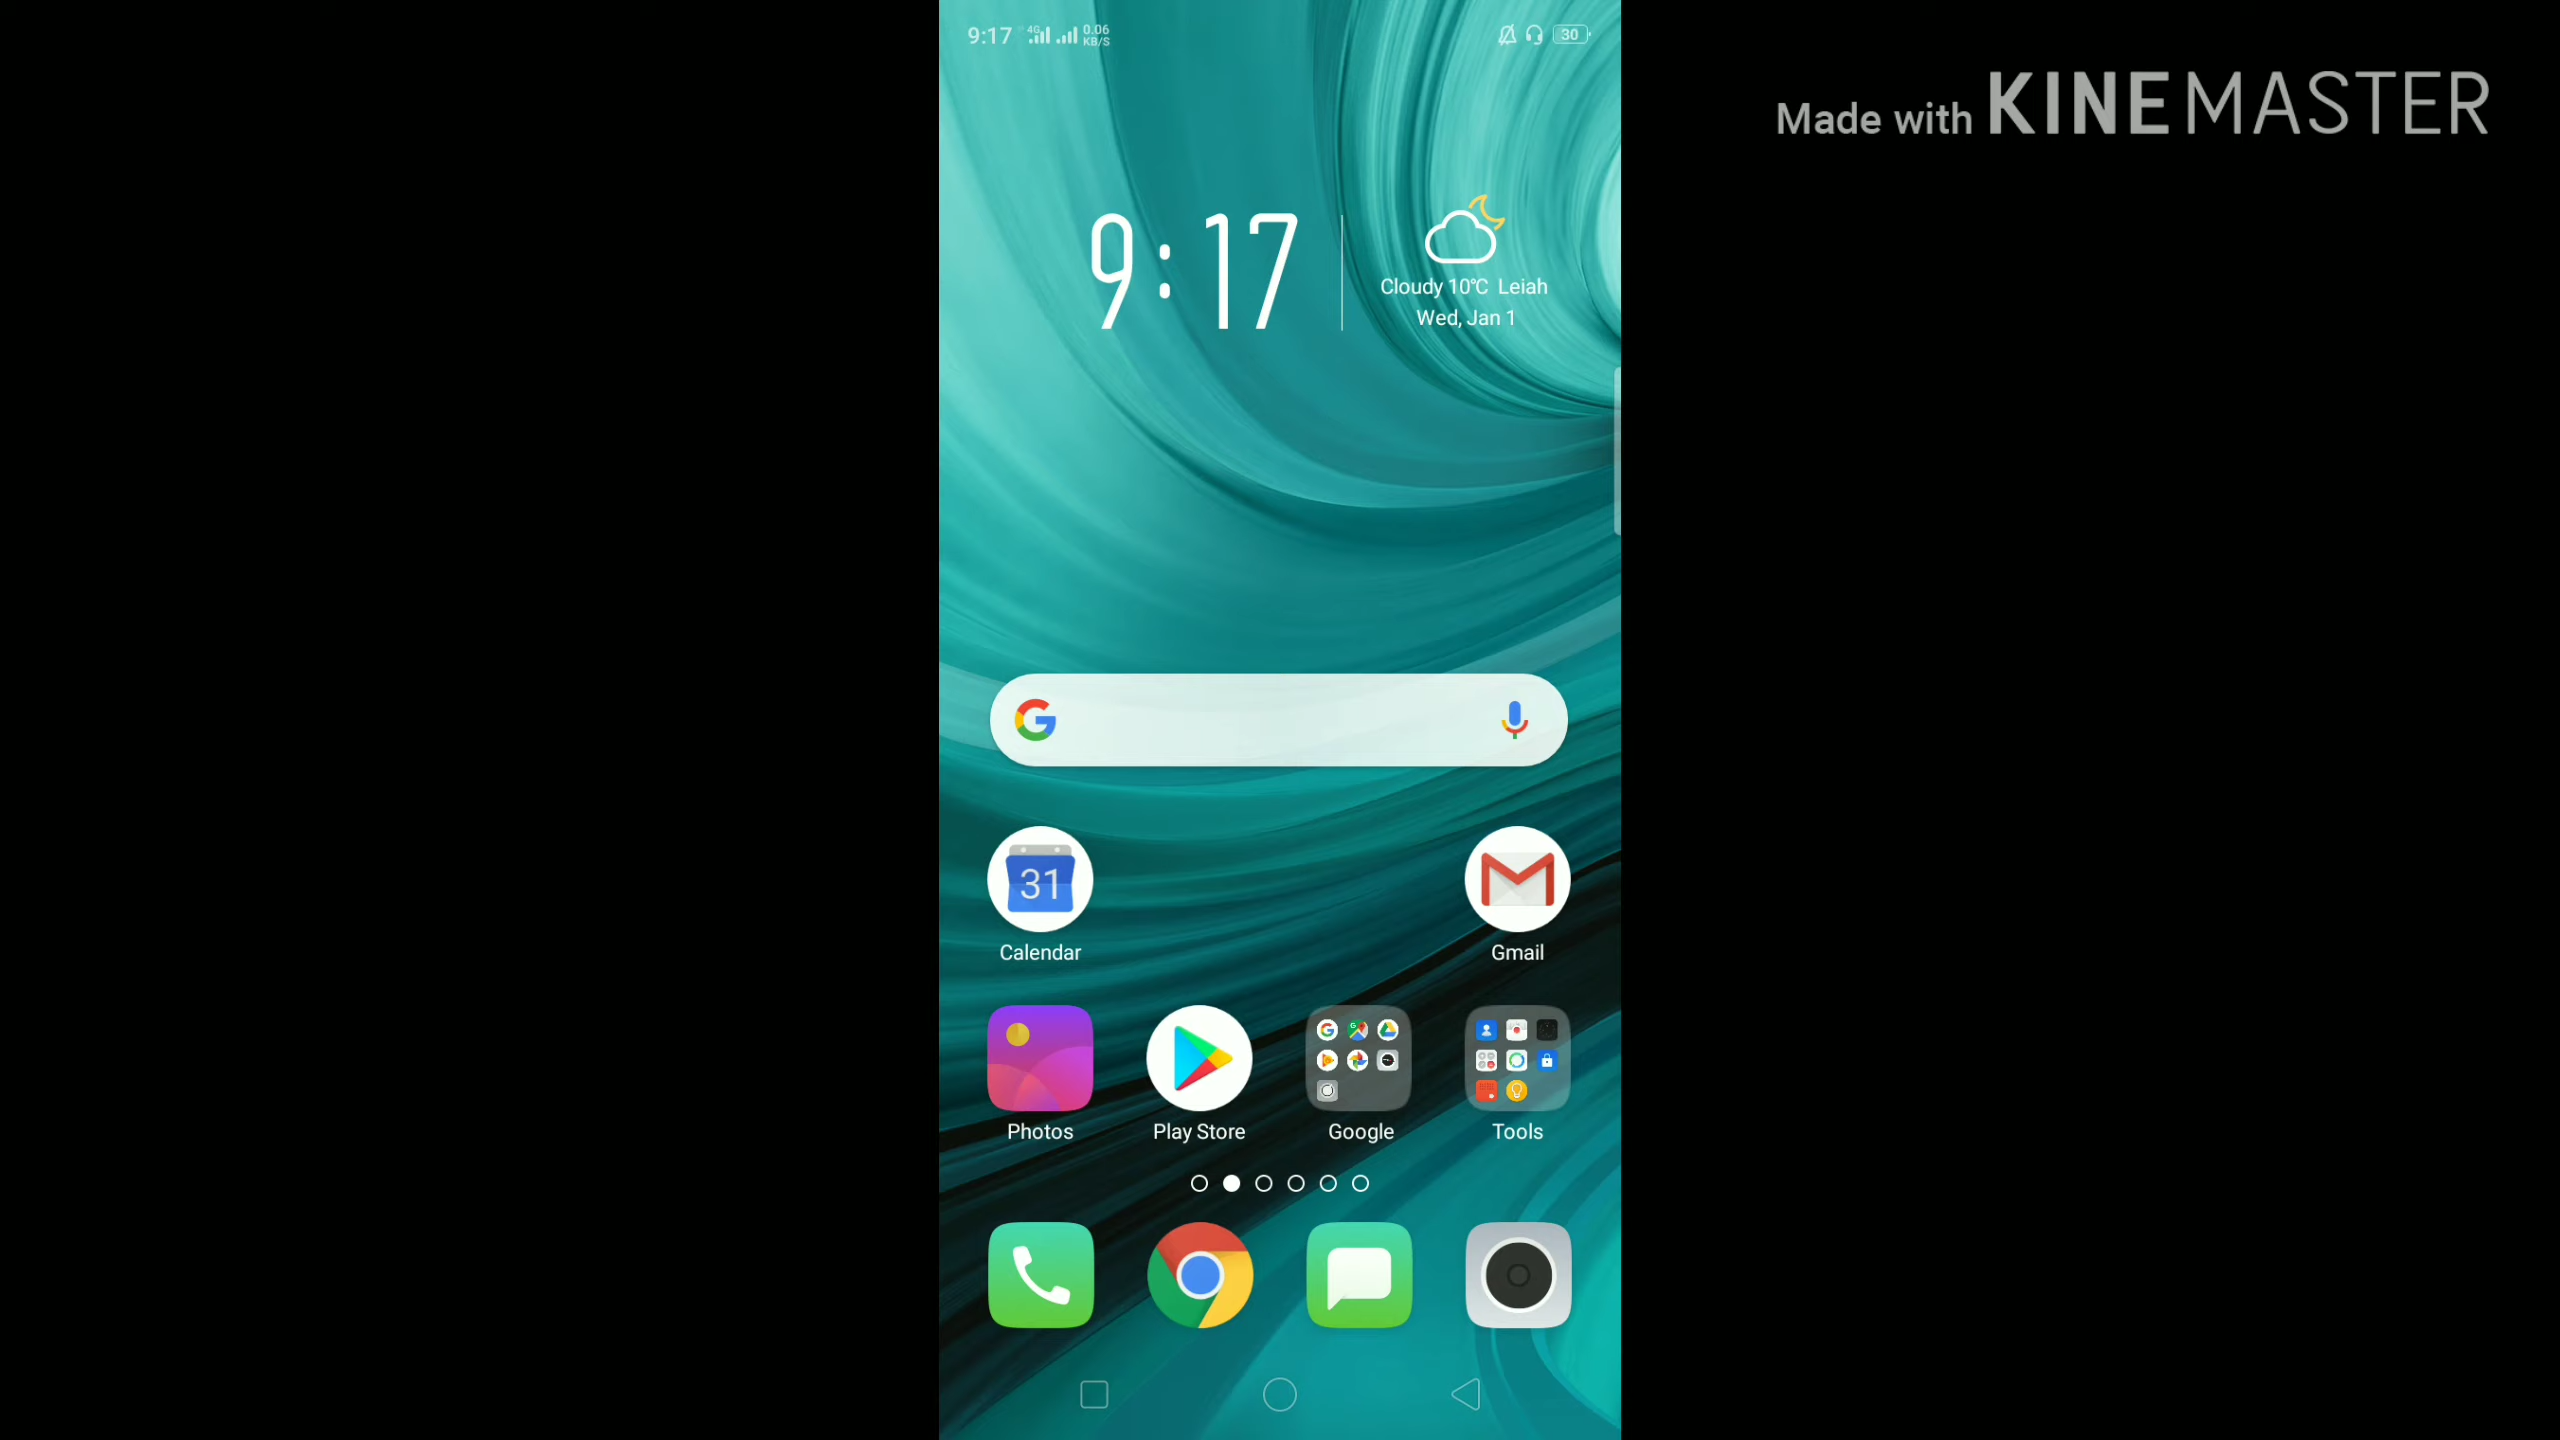 9:17 4G 0.06 KB/S 30
Made with KINEMASTER
9:17
Cloudy 10℃ Leiah
Wed, Jan 1
31
Calendar
Gmail
Photos
Play Store
Google
Tools